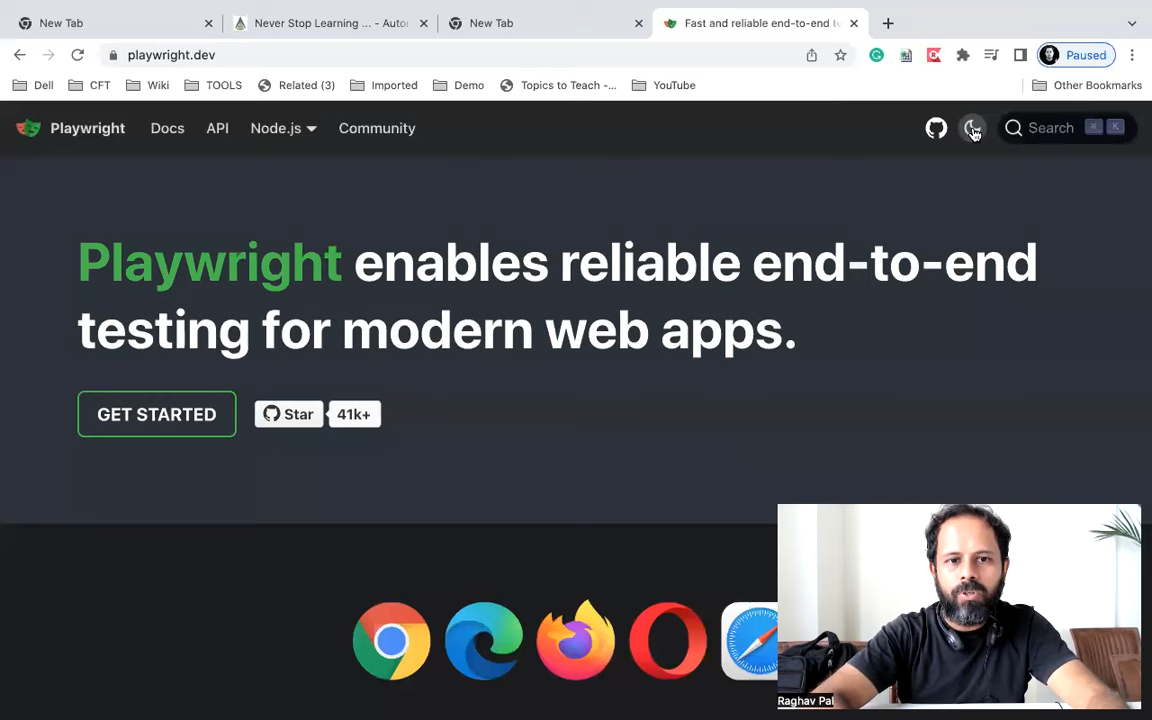 New Tab
Never Stop Learning ... - Autor
New Tab
Fast and reliable end-to-end te
playwright.dev
Paused
Dell
CFT
Wiki
TOOLS
Related (3)
Imported
Demo
Topics to Teach -...
YouTube
Other Bookmarks
Playwright
Docs
API
Node.js
Community
Search
⌘ K
Playwright enables reliable end-to-end
testing for modern web apps.
GET STARTED
Star
41k+
Raghav Pal